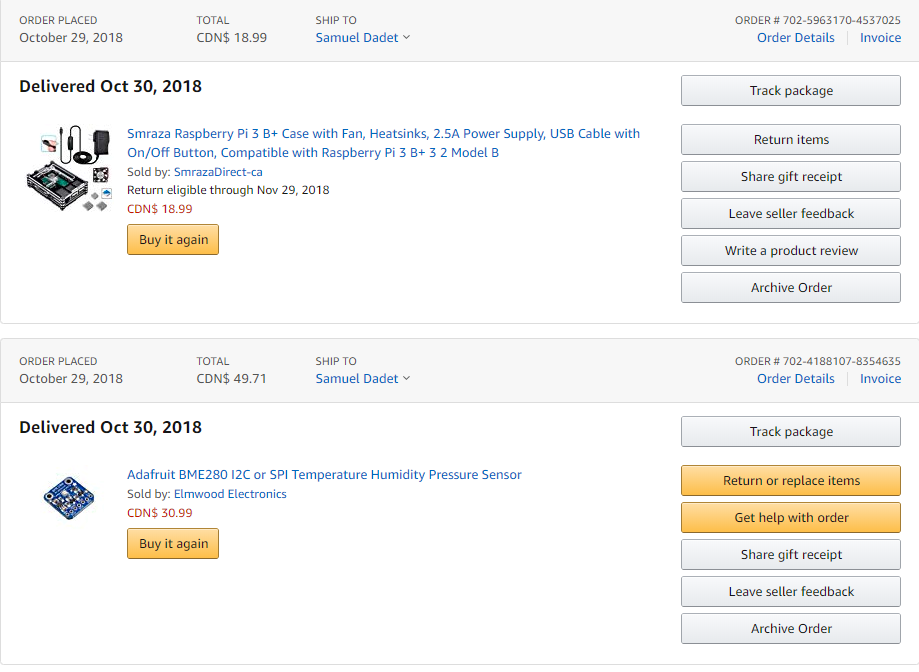 ORDER PLACED TOTAL SHIP TO ORDER # 702-5963170-4537025
October 29, 2018 CDN$ 18.99 Samuel Dadet Order Details Invoice
Delivered Oct 30, 2018
Track package
Smraza Raspberry Pi 3 B+ Case with Fan, Heatsinks, 2.5A Power Supply, USB Cable with
On/Off Button, Compatible with Raspberry Pi 3 B+ 3 2 Model B
Sold by: SmrazaDirect-ca
Return eligible through Nov 29, 2018
CDN$ 18.99
Buy it again
Return items
Share gift receipt
Leave seller feedback
Write a product review
Archive Order
ORDER PLACED TOTAL SHIP TO ORDER # 702-4188107-8354635
October 29, 2018 CDN$ 49.71 Samuel Dadet Order Details Invoice
Delivered Oct 30, 2018
Track package
Adafruit BME280 I2C or SPI Temperature Humidity Pressure Sensor
Sold by: Elmwood Electronics
CDN$ 30.99
Buy it again
Return or replace items
Get help with order
Share gift receipt
Leave seller feedback
Archive Order